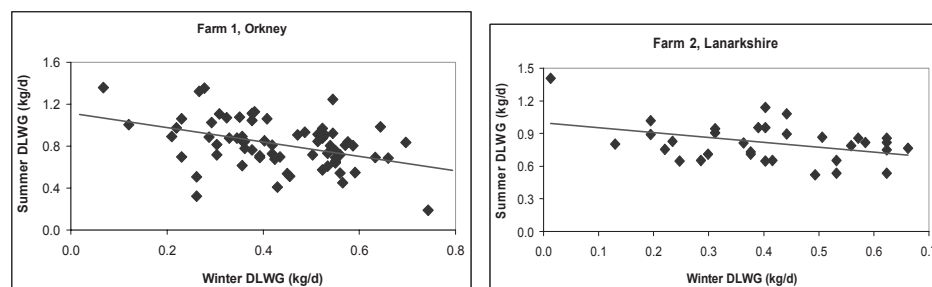 Farm 1, Orkney
Summer DLWG (kg/d)
1.6
1.2
0.8
0.4
0.0
0.0 0.2 0.4 0.6 0.8
Winter DLWG (kg/d)
Farm 2, Lanarkshire
Summer DLWG (kg/d)
1.5
1.2
0.9
0.6
0.3
0.0
0.0 0.1 0.2 0.3 0.4 0.5 0.6 0.7
Winter DLWG (kg/d)